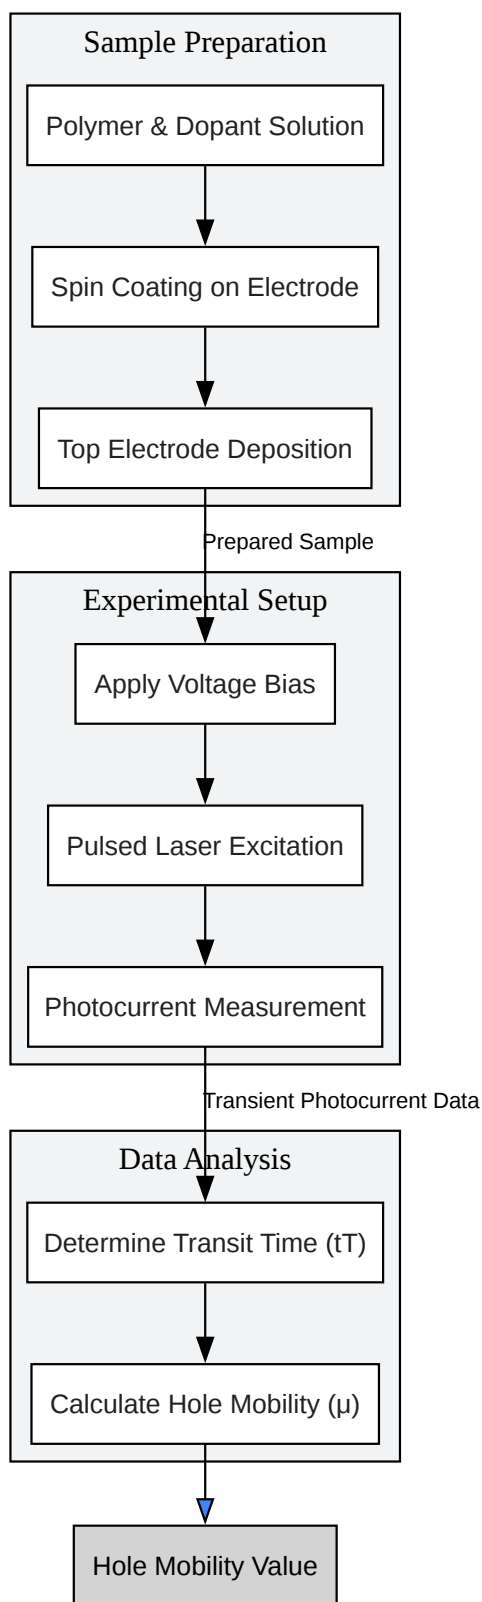 Sample Preparation
Polymer & Dopant Solution
Spin Coating on Electrode
Top Electrode Deposition
Prepared Sample
Experimental Setup
Apply Voltage Bias
Pulsed Laser Excitation
Photocurrent Measurement
Transient Photocurrent Data
Data Analysis
Determine Transit Time (tT)
Calculate Hole Mobility (μ)
Hole Mobility Value